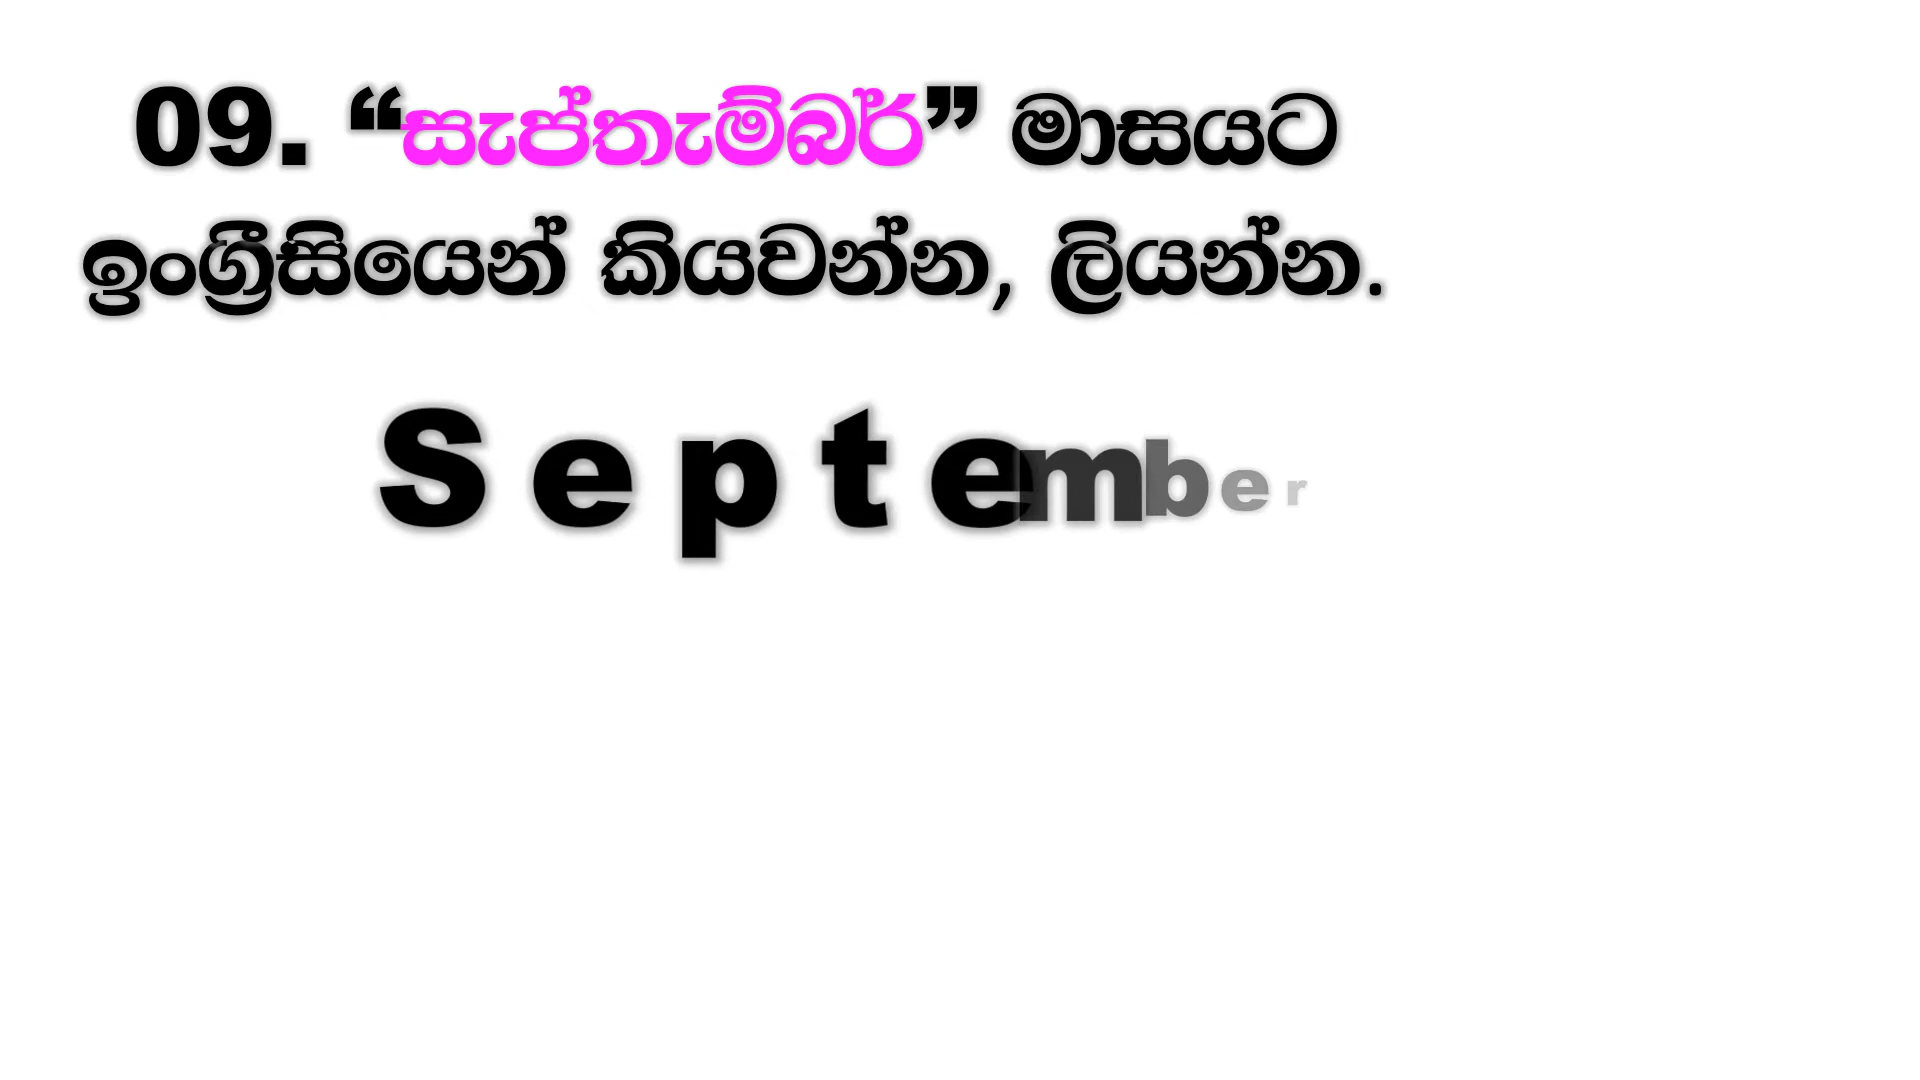 09. “සැප්තැම්බර්” මාසයට
ඉංග්‍රීසියෙන් කියවන්න, ලියන්න.
September